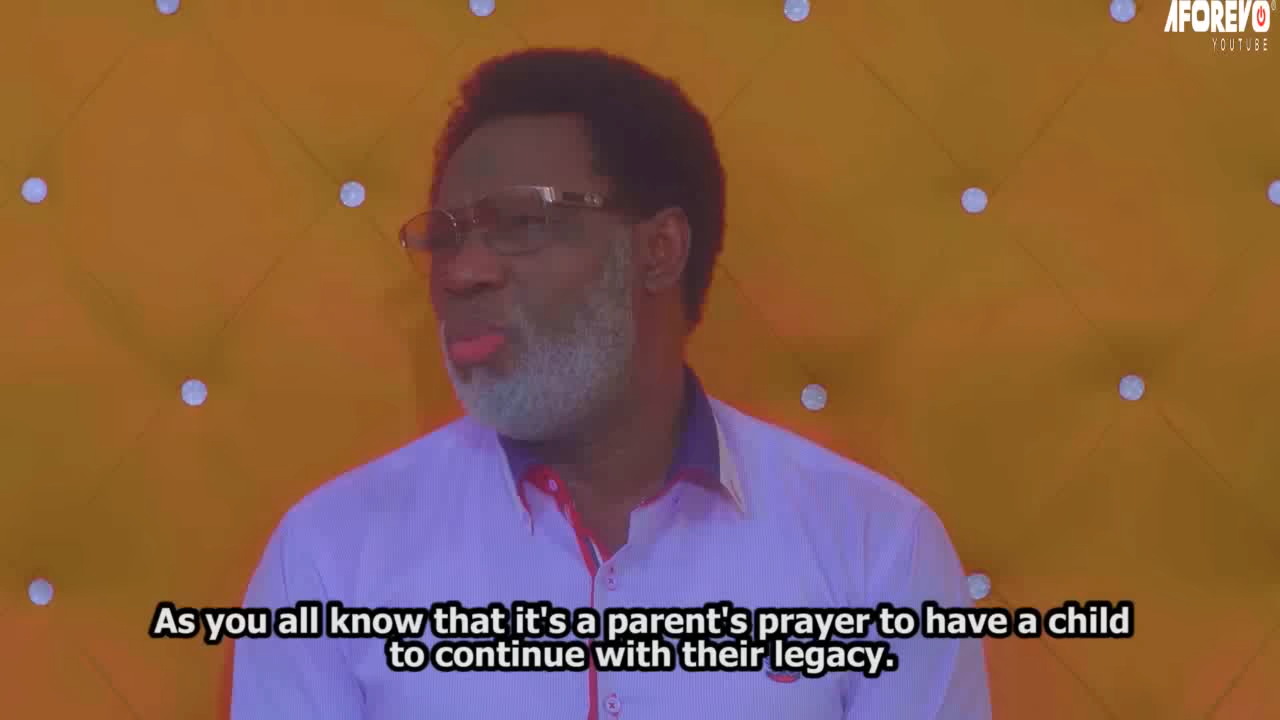 AFOREVO
YOUTUBE
As you all know that it's a parent's prayer to have a child
to continue with their legacy.